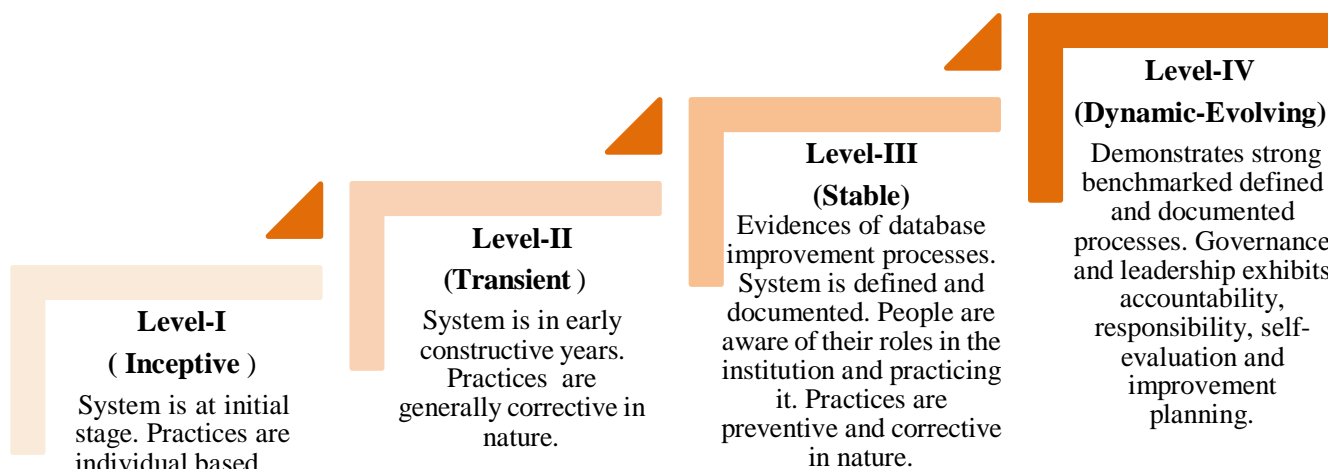 Level-I
( Inceptive )
System is at initial
stage. Practices are
individual based
Level-II
(Transient )
System is in early
constructive years.
Practices are
generally corrective in
nature.
Level-III
(Stable)
Evidences of database
improvement processes.
System is defined and
documented. People are
aware of their roles in the
institution and practicing
it. Practices are
preventive and corrective
in nature.
Level-IV
(Dynamic-Evolving)
Demonstrates strong
benchmarked defined
and documented
processes. Governance
and leadership exhibits
accountability,
responsibility, self-
evaluation and
improvement
planning.